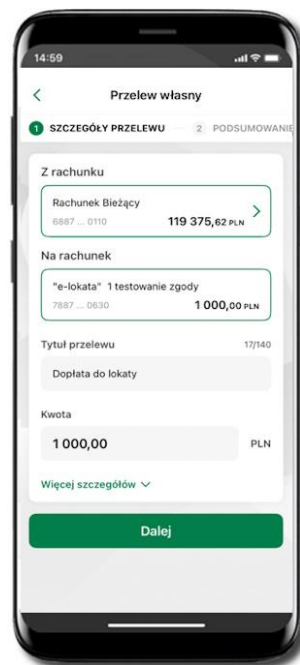 14:59
Przelew własny
1 SZCZEGÓŁY PRZELEWU 2 PODSUMOWANIE
Z rachunku
Rachunek Bieżący
6887 ... 0110 119 375,62 PLN
Na rachunek
"e-lokata" 1 testowanie zgody
7887 ... 0630 1 000,00 PLN
Tytuł przelewu 17/140
Dopłata do lokaty
Kwota
1 000,00 PLN
Więcej szczegółów
Dalej